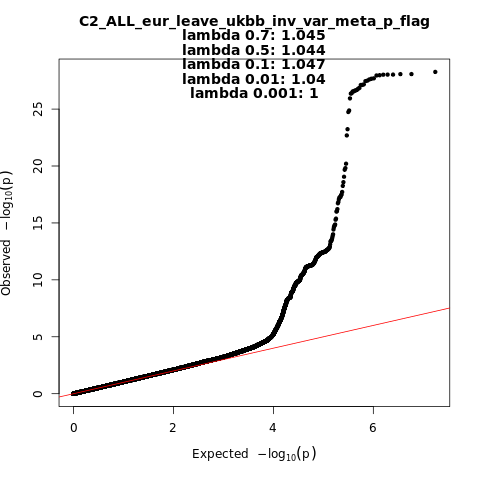 C2_ALL_eur_leave_ukbb_inv_var_meta_p_flag
lambda 0.7: 1.045
lambda 0.5: 1.044
lambda 0.1: 1.047
lambda 0.01: 1.04
lambda 0.001: 1
25
20
15
10
5
0
Observed −log10(p)
0 2 4 6
Expected −log10(p)